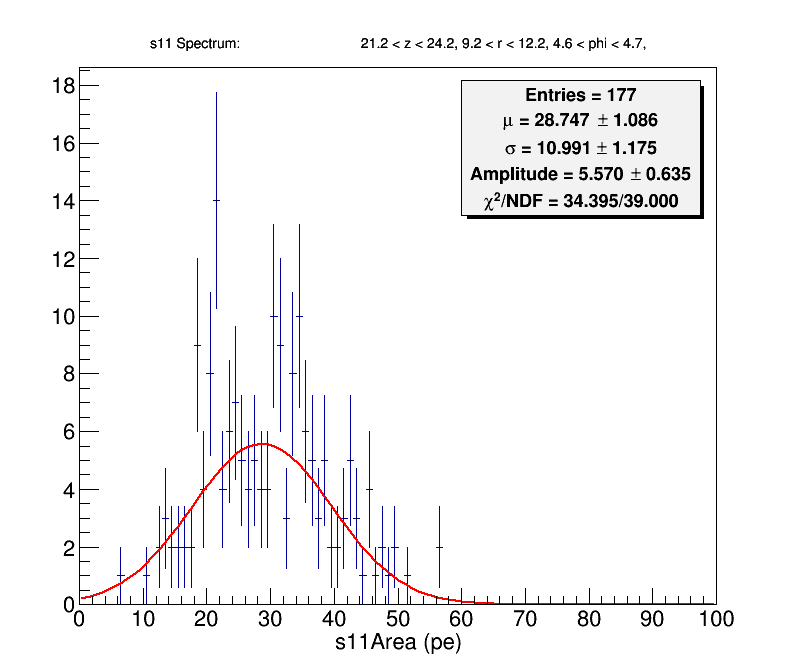 s11 Spectrum: 21.2 < z < 24.2, 9.2 < r < 12.2, 4.6 < phi < 4.7,
Entries = 177
μ = 28.747 ± 1.086
σ = 10.991 ± 1.175
Amplitude = 5.570 ± 0.635
χ²/NDF = 34.395/39.000
18
16
14
12
10
8
6
4
2
0
0 10 20 30 40 50 60 70 80 90 100
s11Area (pe)